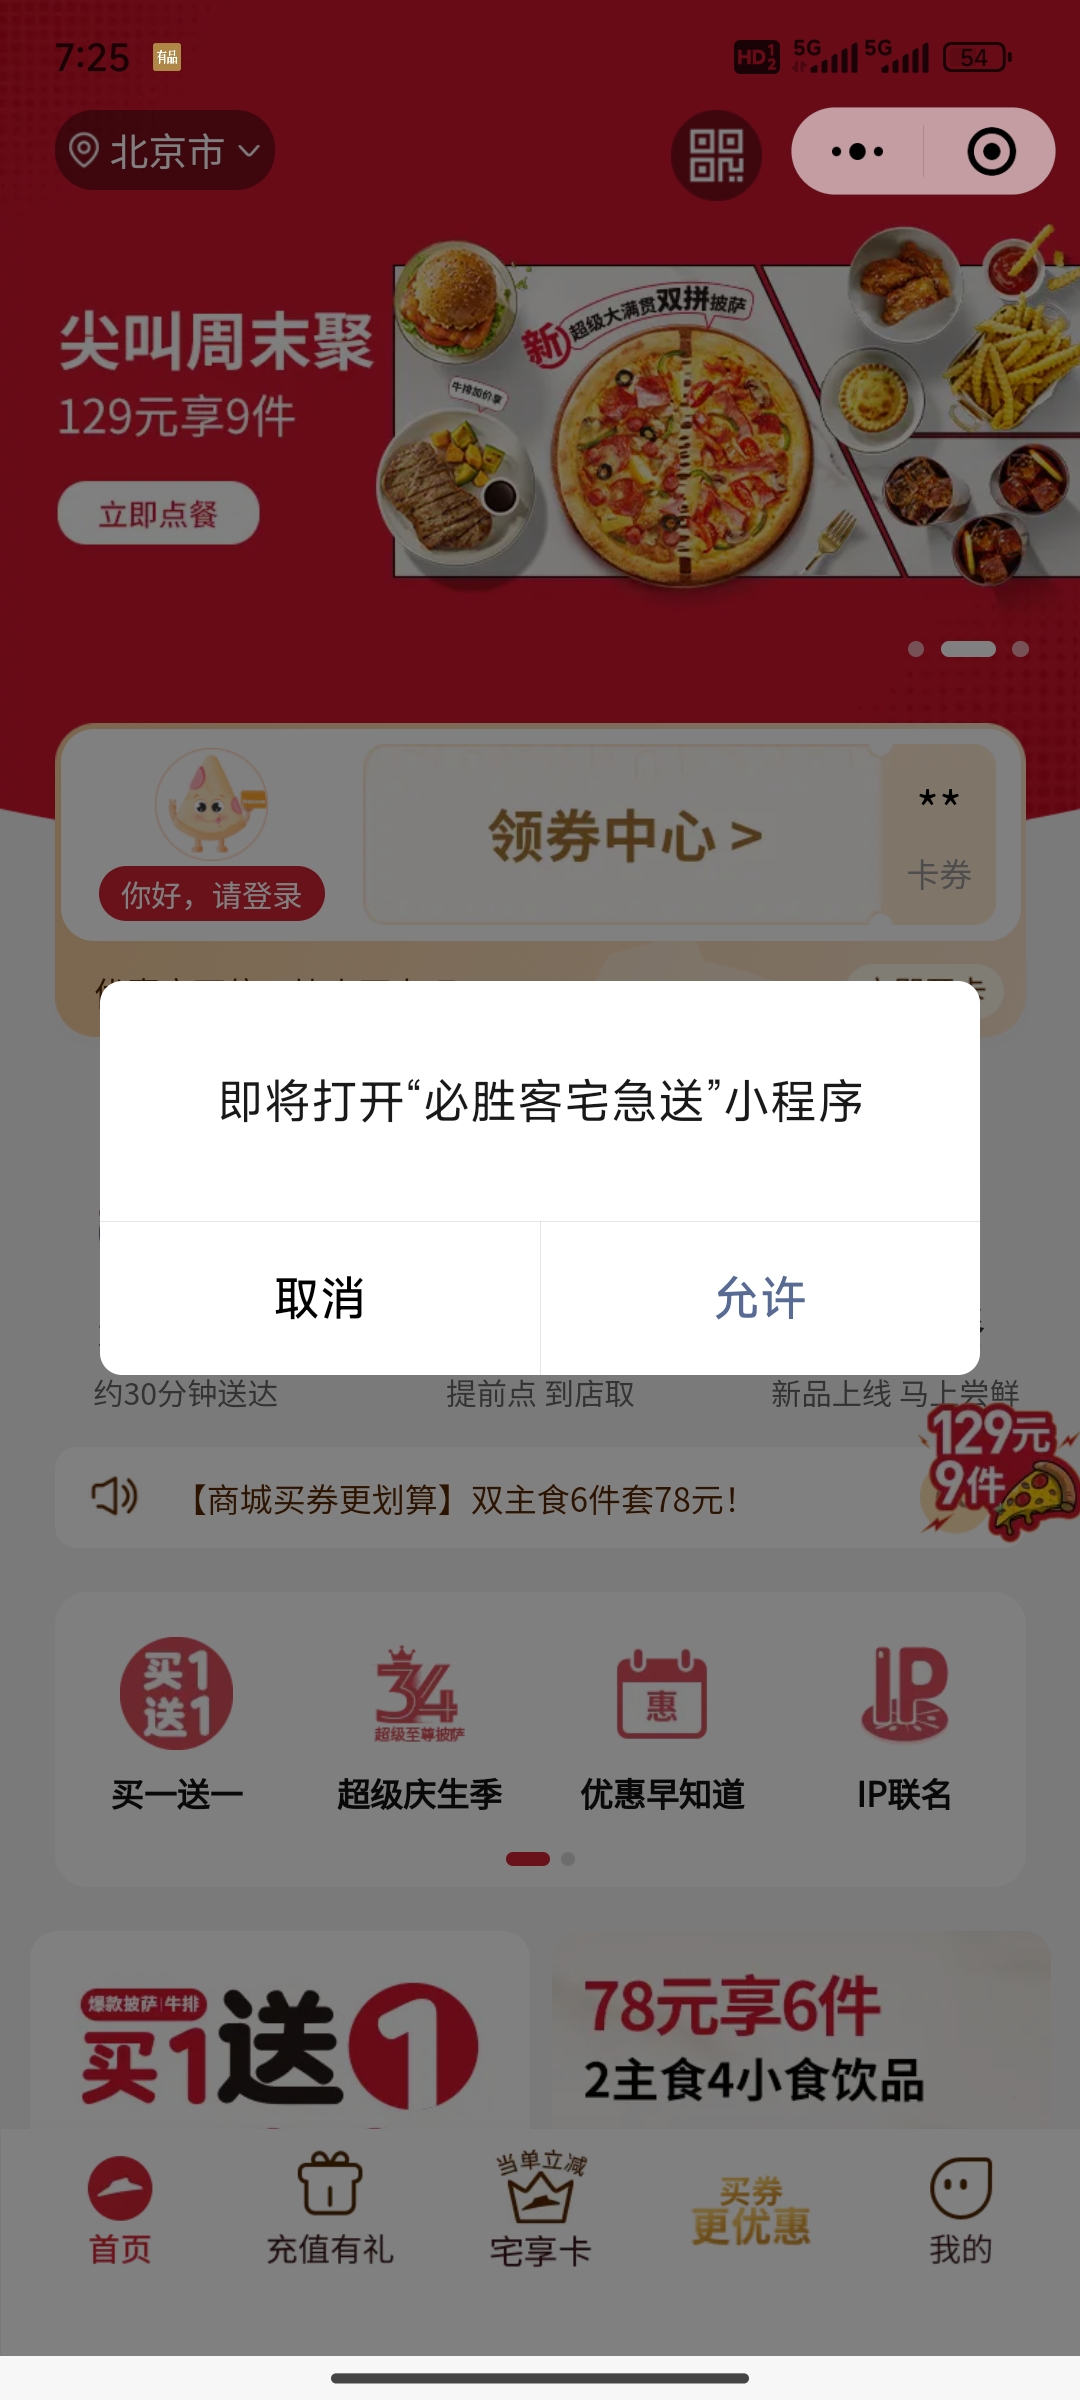 7:25
有品
HD 1 2
5G
5G
54
北京市
尖叫周末聚
129元享9件
立即点餐
新 超级大满贯双拼披萨
牛排加价享
领券中心 >
**
卡券
你好，请登录
即将打开“必胜客宅急送”小程序
取消
允许
约30分钟送达
提前点 到店取
新品上线 马上尝鲜
129元
9件
【商城买券更划算】双主食6件套78元！
买1
送1
34
超级至尊披萨
惠
IP
买一送一
超级庆生季
优惠早知道
IP联名
爆款披萨|牛排
买1送1
78元享6件
2主食4小食饮品
当单立减
买券
更优惠
首页
充值有礼
宅享卡
我的